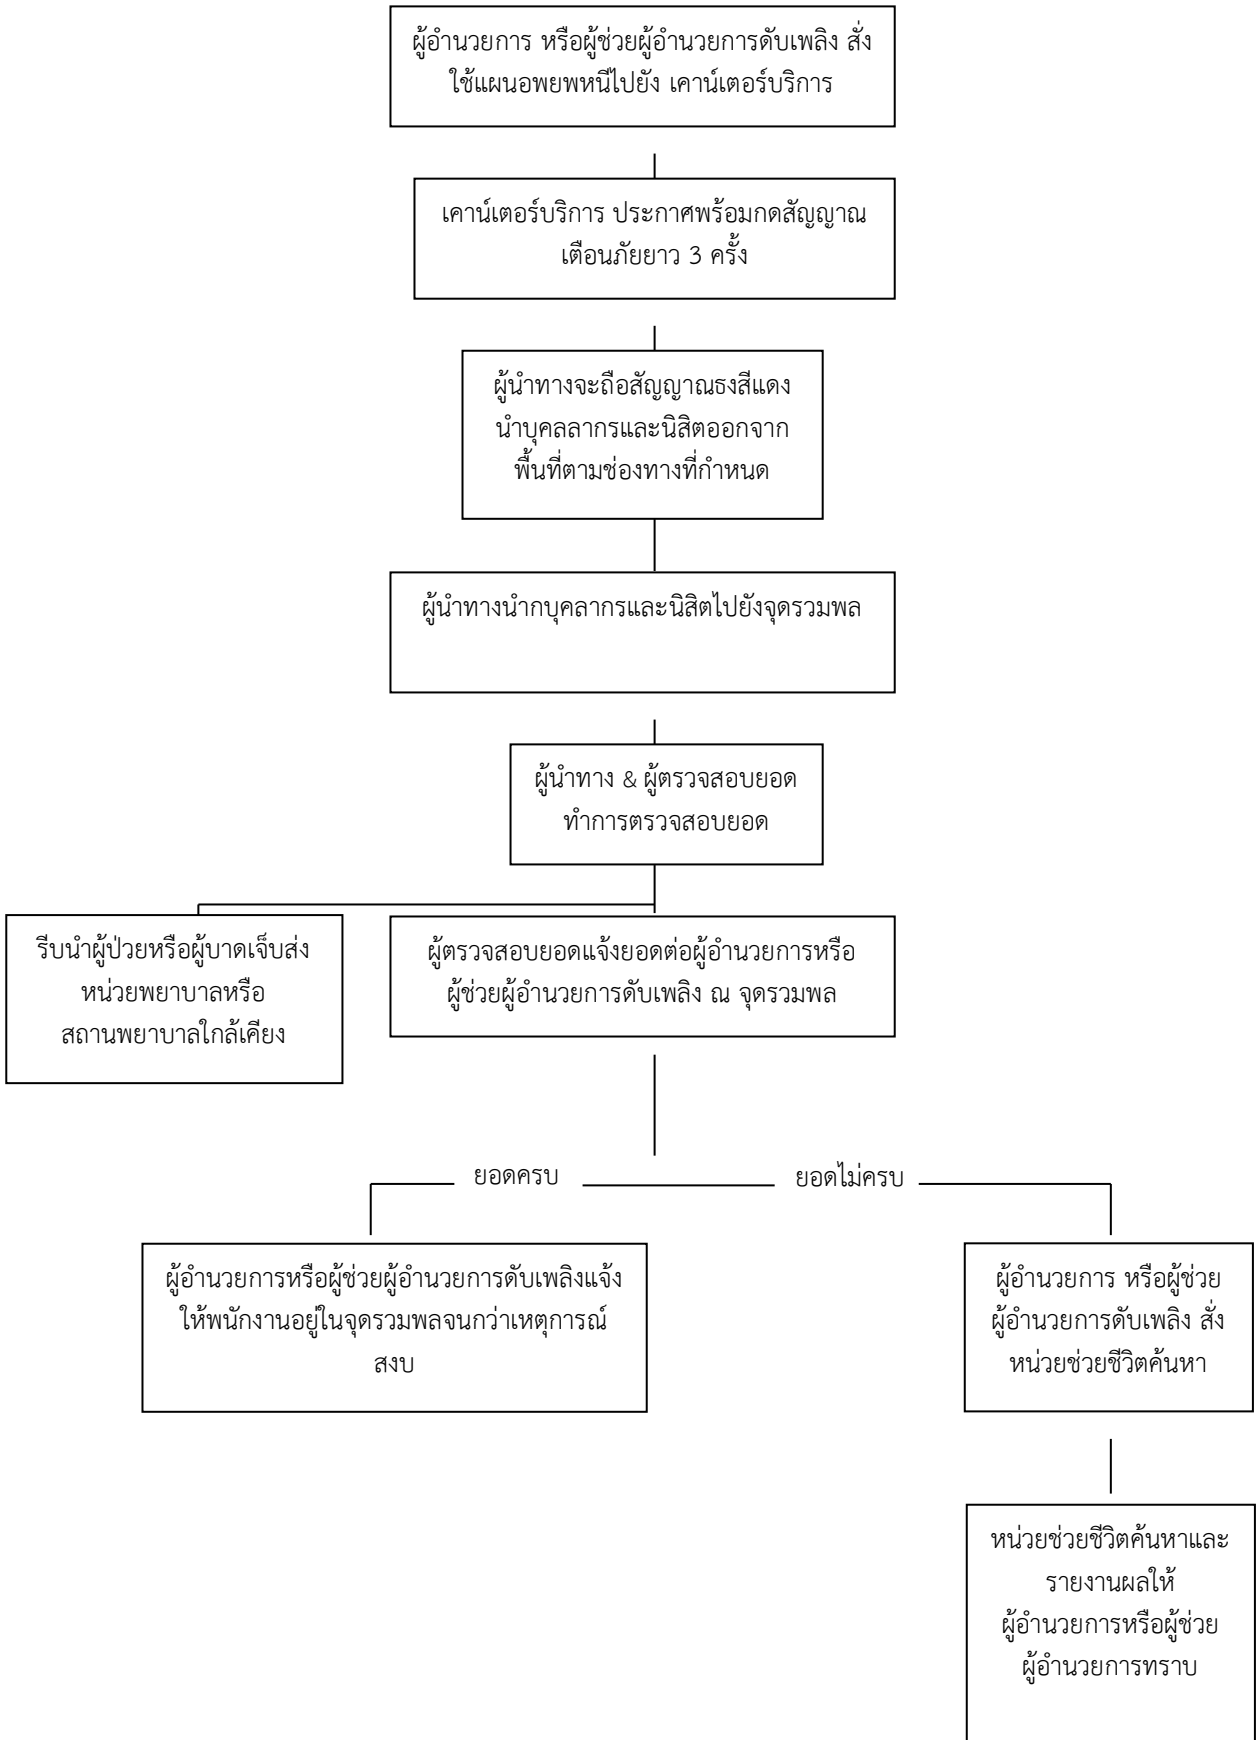 ผู้อำนวยการ หรือผู้ช่วยผู้อำนวยการดับเพลิง สั่ง
ใช้แผนอพยพหนีไปยัง เคาน์เตอร์บริการ
เคาน์เตอร์บริการ ประกาศพร้อมกดสัญญาณ
เตือนภัยยาว 3 ครั้ง
ผู้นำทางจะถือสัญญาณธงสีแดง
นำบุคลลากรและนิสิตออกจาก
พื้นที่ตามช่องทางที่กำหนด
ผู้นำทางนำกบุคลากรและนิสิตไปยังจุดรวมพล
ผู้นำทาง & ผู้ตรวจสอบยอด
ทำการตรวจสอบยอด
รีบนำผู้ป่วยหรือผู้บาดเจ็บส่ง
หน่วยพยาบาลหรือ
สถานพยาบาลใกล้เคียง
ผู้ตรวจสอบยอดแจ้งยอดต่อผู้อำนวยการหรือ
ผู้ช่วยผู้อำนวยการดับเพลิง ณ จุดรวมพล
ยอดครบ
ยอดไม่ครบ
ผู้อำนวยการหรือผู้ช่วยผู้อำนวยการดับเพลิงแจ้ง
ให้พนักงานอยู่ในจุดรวมพลจนกว่าเหตุการณ์
สงบ
ผู้อำนวยการ หรือผู้ช่วย
ผู้อำนวยการดับเพลิง สั่ง
หน่วยช่วยชีวิตค้นหา
หน่วยช่วยชีวิตค้นหาและ
รายงานผลให้
ผู้อำนวยการหรือผู้ช่วย
ผู้อำนวยการทราบ